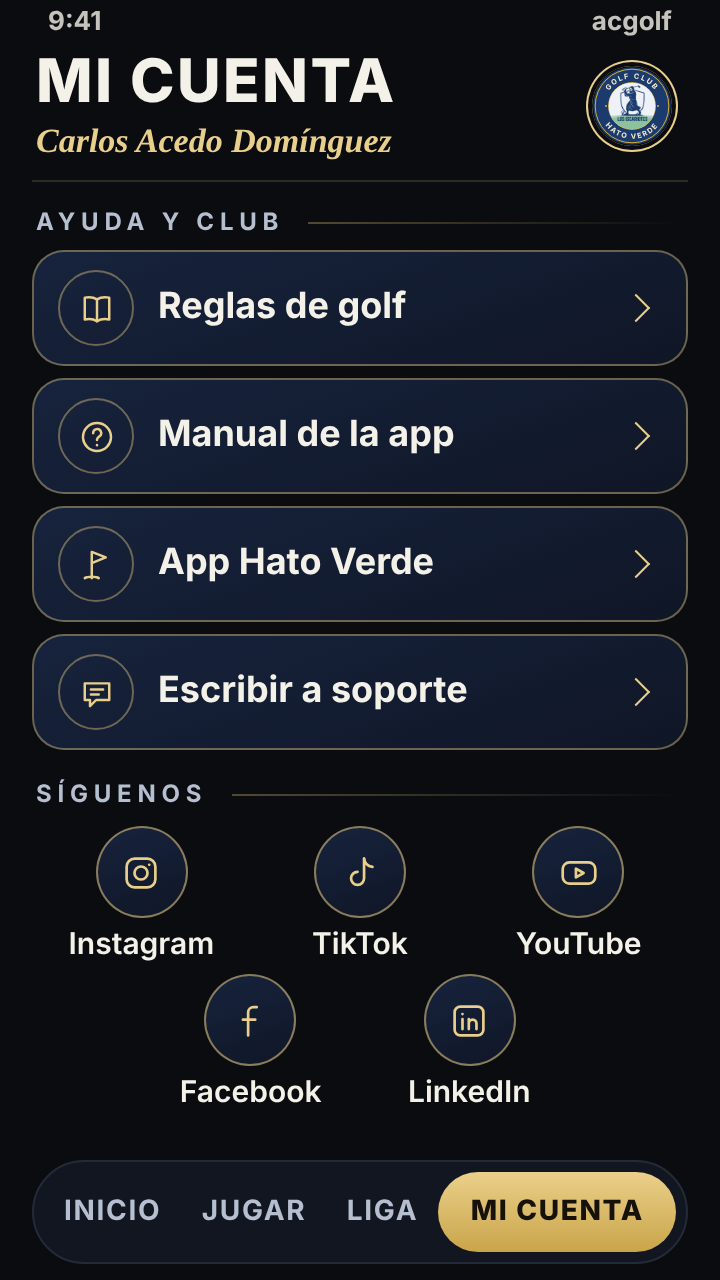 9:41
acgolf
MI CUENTA
Carlos Acedo Domínguez
GOLF CLUB
HATO VERDE
AYUDA Y CLUB
Reglas de golf
Manual de la app
App Hato Verde
Escribir a soporte
SÍGUENOS
Instagram
TikTok
YouTube
Facebook
LinkedIn
INICIO
JUGAR
LIGA
MI CUENTA